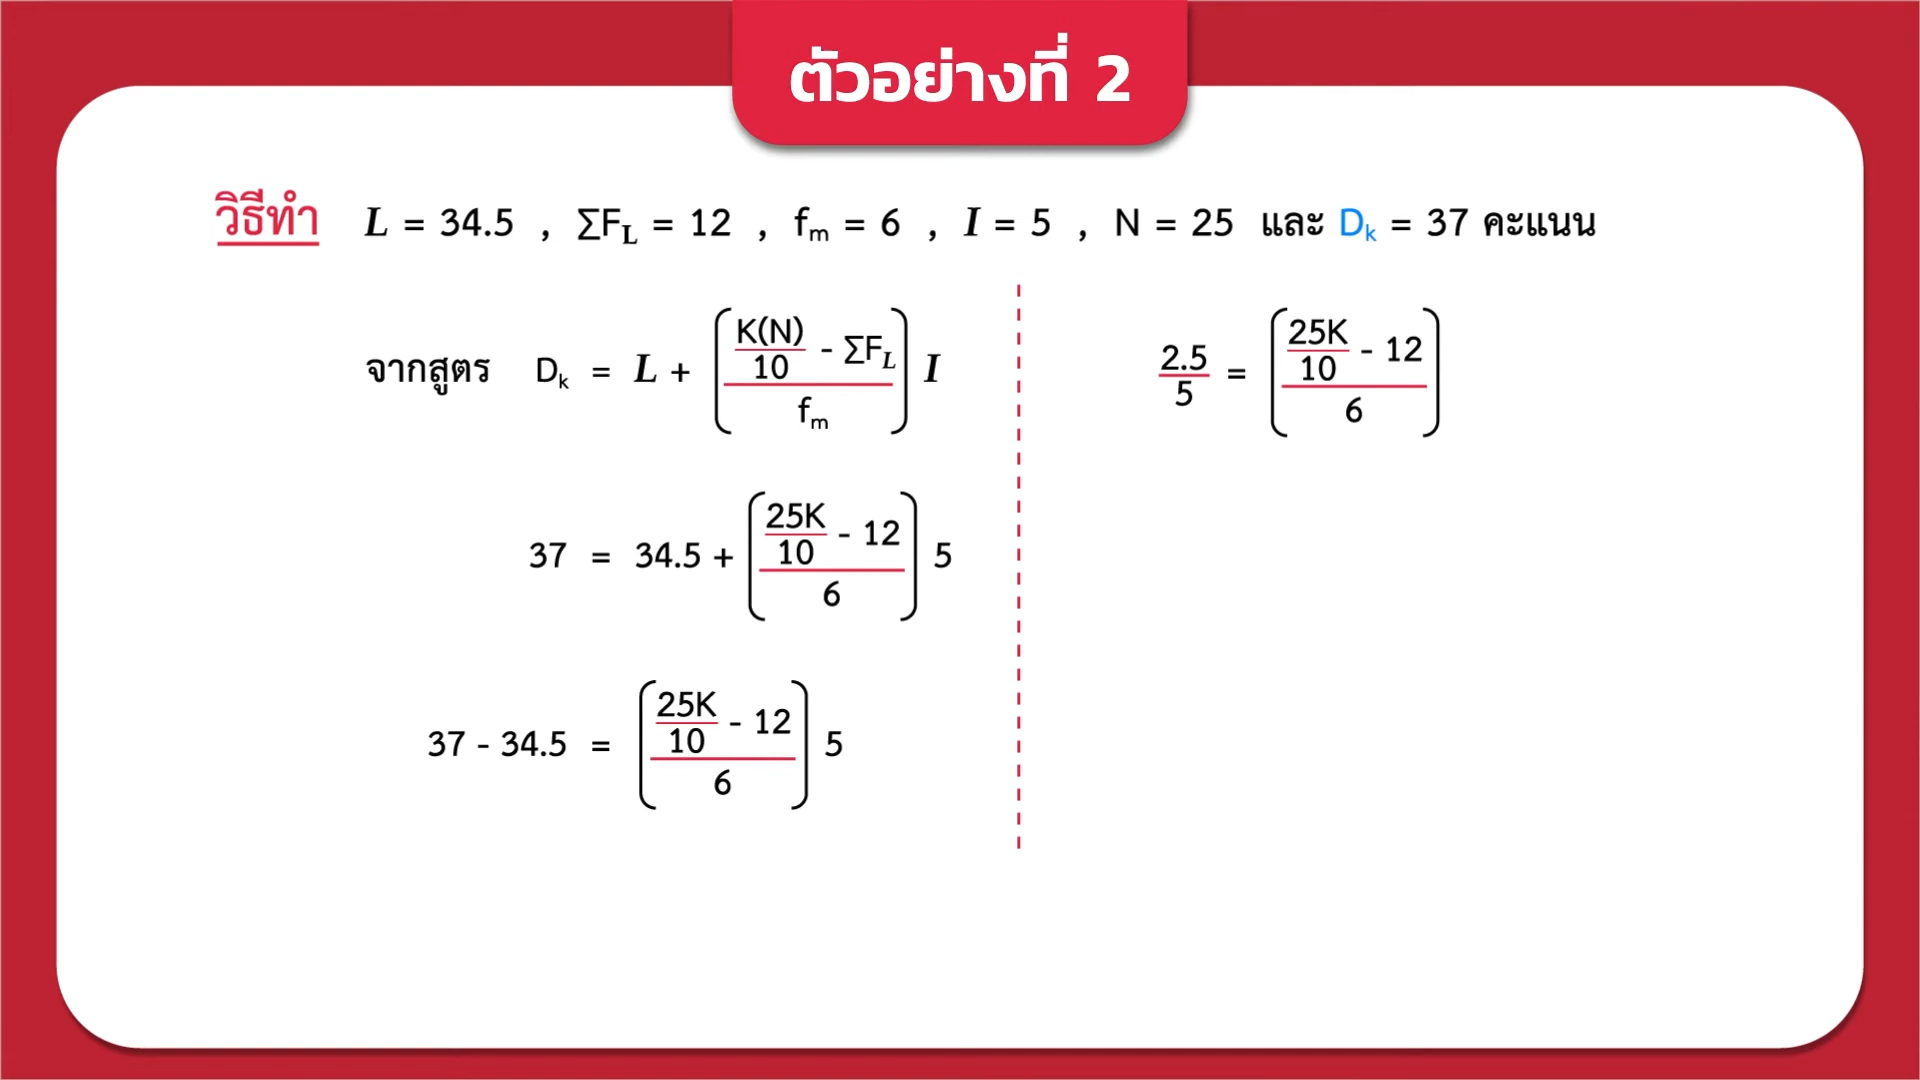 ตัวอย่างที่ 2
วิธีทำ L = 34.5 , ∑F_L = 12 , f_m = 6 , I = 5 , N = 25 และ D_k = 37 คะแนน
จากสูตร D_k = L + [(K(N)/10 - ∑F_L)/f_m] I
37 = 34.5 + [(25K/10 - 12)/6] 5
37 - 34.5 = [(25K/10 - 12)/6] 5
2.5/5 = [(25K/10 - 12)/6]